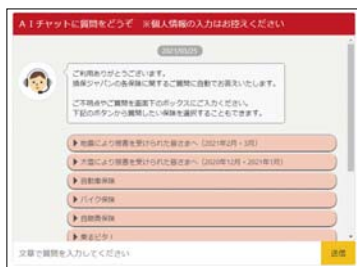 AIチャットに質問をどうぞ ※個人情報の入力はお控えください
2021/03/25
ご利用ありがとうございます。
損保ジャパンの各保険に関するご質問に自動でお答えいたします。
ご不明点やご質問を画面下のボックスにご入力ください。
下記のボタンから質問したい保険を選択することもできます。
▶ 地震により損害を受けられた皆さまへ（2021年2月・3月）
▶ 大雪により損害を受けられた皆さまへ（2020年12月・2021年1月）
▶ 自動車保険
▶ バイク保険
▶ 自賠責保険
▶ 乗るピタ！
文章で質問を入力してください
送信